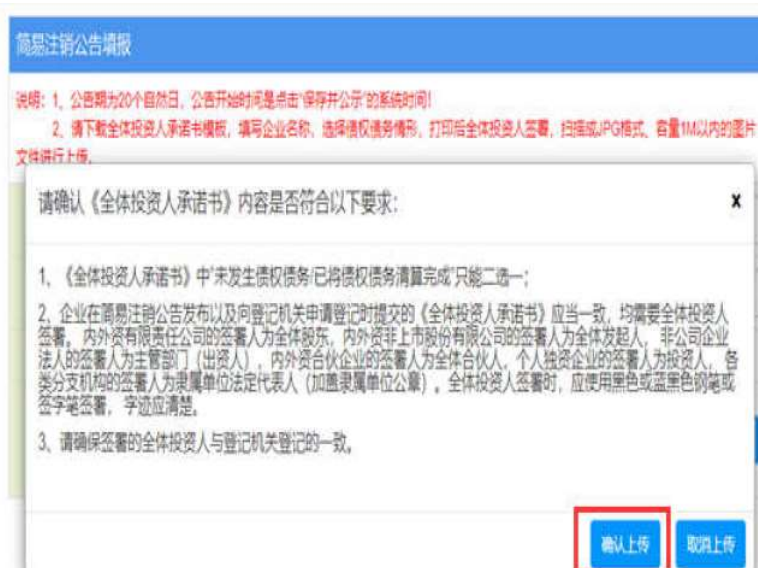 简易注销公告填报
说明：1、公告期为20个自然日，公告开始时间是点击“保存并公示”的系统时间！
2、请下载全体投资人承诺书模板，填写企业名称、选择债权债务情形，打印后全体投资人签署，扫描成JPG格式、容量1M以内的图片
文件进行上传。
请确认《全体投资人承诺书》内容是否符合以下要求：
x
1、《全体投资人承诺书》中“未发生债权债务/已将债权债务清算完成”只能二选一；
2、企业在简易注销公告发布以及向登记机关申请登记时提交的《全体投资人承诺书》应当一致，均需要全体投资人
签署。内外资有限责任公司的签署人为全体股东，内外资非上市股份有限公司的签署人为全体发起人，非公司企业
法人的签署人为主管部门（出资人），内外资合伙企业的签署人为全体合伙人，个人独资企业的签署人为投资人，各
类分支机构的签署人为隶属单位法定代表人（加盖隶属单位公章）。全体投资人签署时，应使用黑色或蓝黑色钢笔或
签字笔签署，字迹应清楚。
3、请确保签署的全体投资人与登记机关登记的一致。
确认上传
取消上传